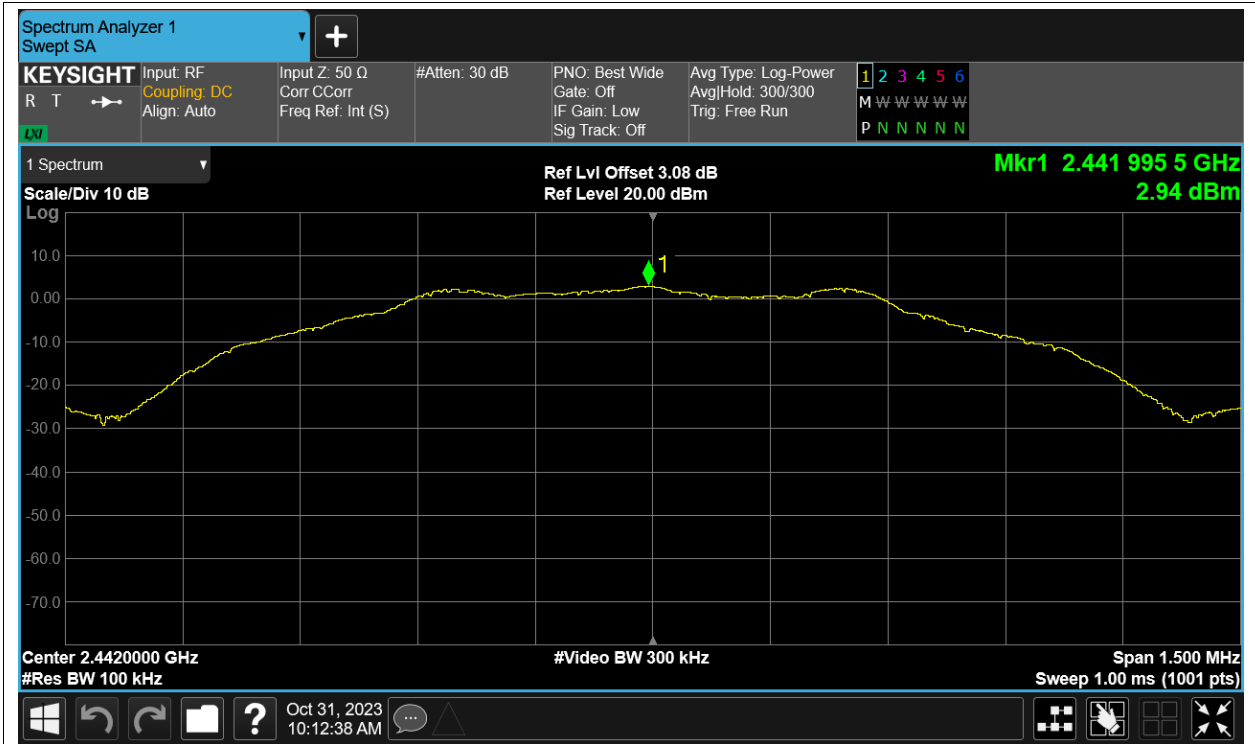 Spectrum Analyzer 1
Swept SA
KEYSIGHT
R T
LXI
Input: RF
Coupling: DC
Align: Auto
Input Z: 50 Ω
Corr CCorr
Freq Ref: Int (S)
#Atten: 30 dB
PNO: Best Wide
Gate: Off
IF Gain: Low
Sig Track: Off
Avg Type: Log-Power
Avg|Hold: 300/300
Trig: Free Run
1 2 3 4 5 6
M W W W W W
P N N N N N
1 Spectrum
Scale/Div 10 dB
Log
Ref Lvl Offset 3.08 dB
Ref Level 20.00 dBm
Mkr1 2.441 995 5 GHz
2.94 dBm
1
10.0
0.00
-10.0
-20.0
-30.0
-40.0
-50.0
-60.0
-70.0
Center 2.4420000 GHz
#Res BW 100 kHz
#Video BW 300 kHz
Span 1.500 MHz
Sweep 1.00 ms (1001 pts)
?
Oct 31, 2023
10:12:38 AM